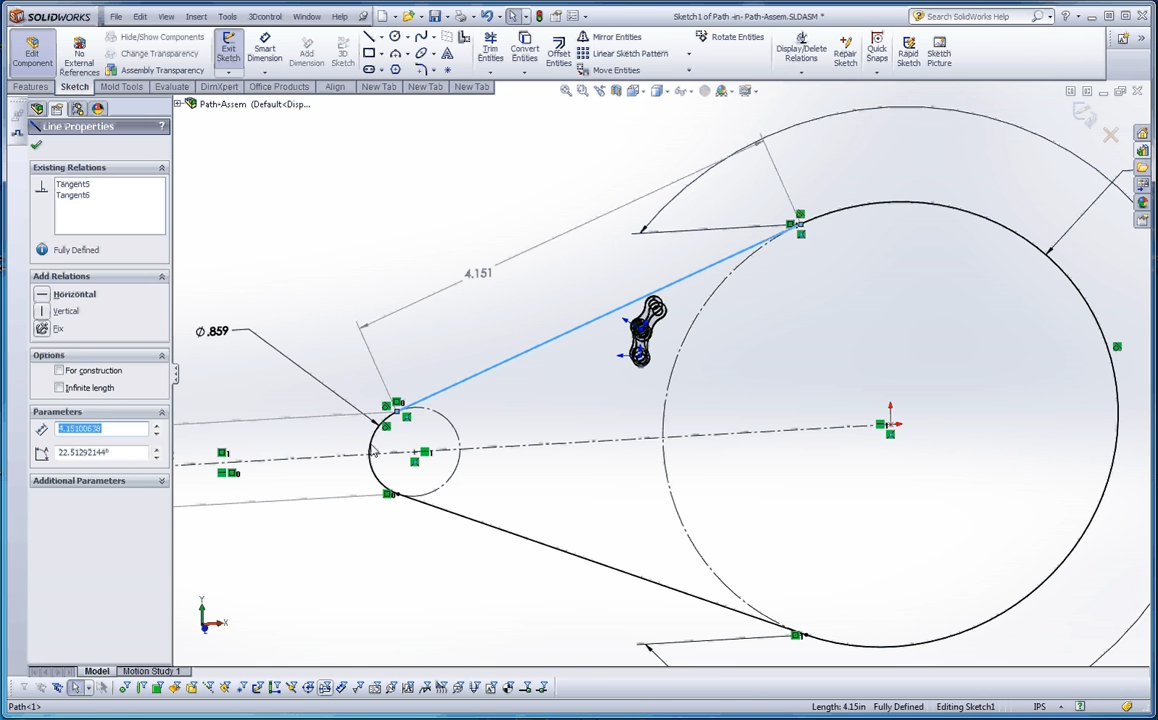 SOLIDWORKS File Edit View Insert Tools 3Dcontrol Window Help Sketch1 of Path -in- Path-Assem.SLDASM * Search SolidWorks Help
Edit Component
No External References
Hide/Show Components
Change Transparency
Assembly Transparency
Exit Sketch
Smart Dimension
Add Dimension
3D Sketch
Trim Entities
Convert Entities
Offset Entities
Mirror Entities
Linear Sketch Pattern
Move Entities
Rotate Entities
Display/Delete Relations
Repair Sketch
Quick Snaps
Rapid Sketch
Sketch Picture
Features Sketch Mold Tools Evaluate DimXpert Office Products Align New Tab New Tab New Tab
Path-Assem (Default<Disp...
Line Properties ?
Existing Relations
Tangent5
Tangent6
Fully Defined
Add Relations
Horizontal
Vertical
Fix
Options
For construction
Infinite length
Parameters
4.15100638
22.51292144°
Additional Parameters
4.151
Ø.859
Y
X
Model Motion Study 1
Path<1> Length: 4.15in Fully Defined Editing Sketch1 IPS